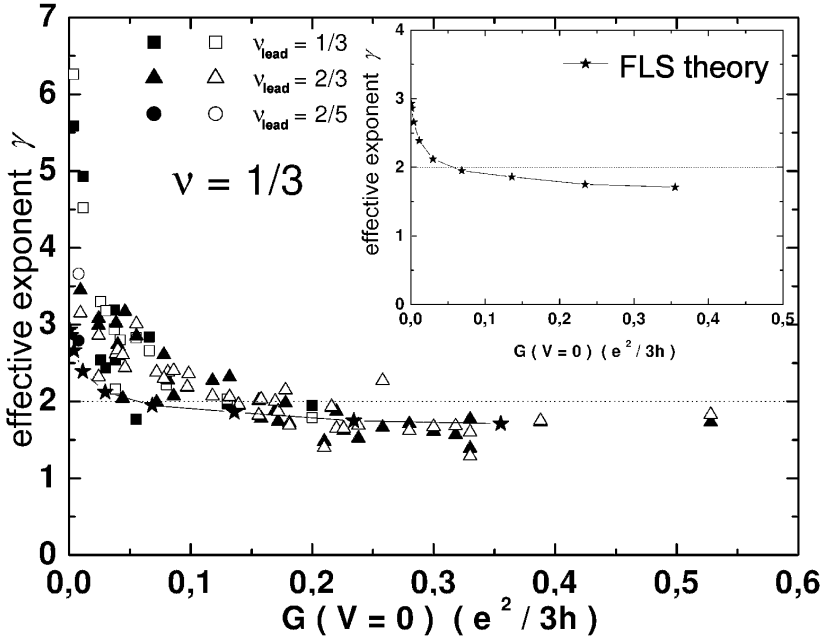 7
6
5
4
3
2
1
0
0,0
0,1
0,2
0,3
0,4
0,5
0,6
effective exponent γ
G ( V = 0 ) ( e² / 3h )
ν_lead = 1/3
ν_lead = 2/3
ν_lead = 2/5
ν = 1/3
4
3
2
1
0
0,0
0,1
0,2
0,3
0,4
0,5
effective exponent γ
G ( V = 0 ) ( e² / 3h )
FLS theory